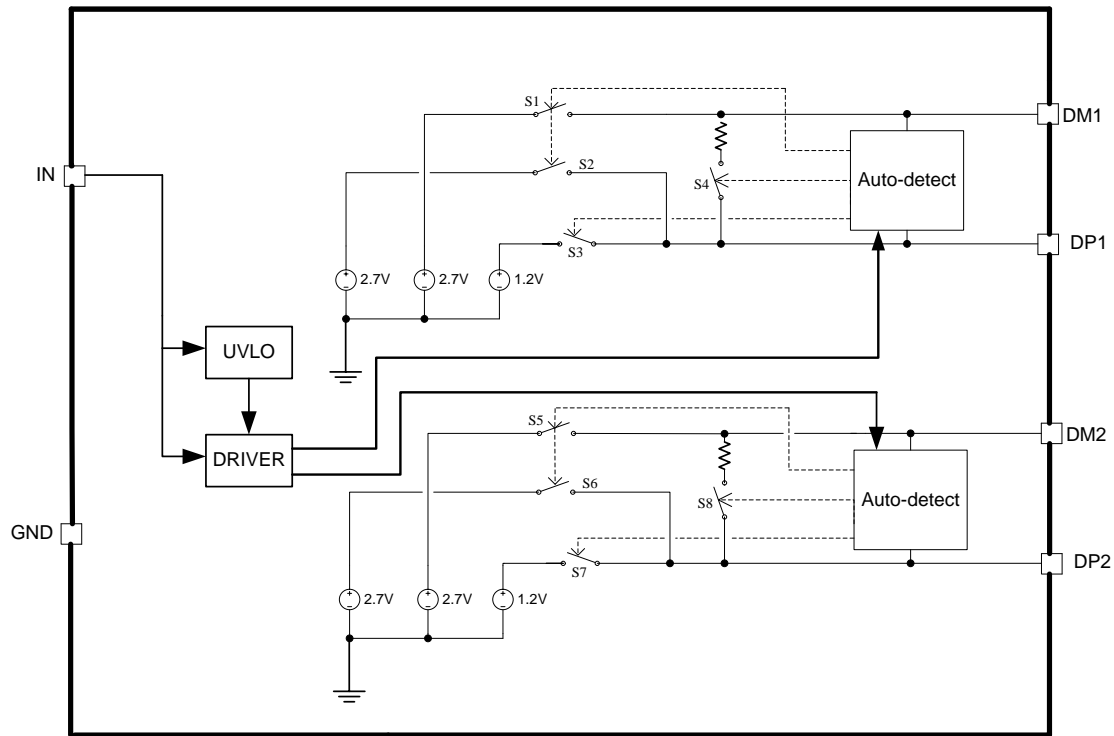 S1
DM1
IN
S2
S4
Auto-detect
S3
DP1
2.7V
2.7V
1.2V
UVLO
S5
DM2
DRIVER
S6
S8
Auto-detect
GND
S7
DP2
2.7V
2.7V
1.2V